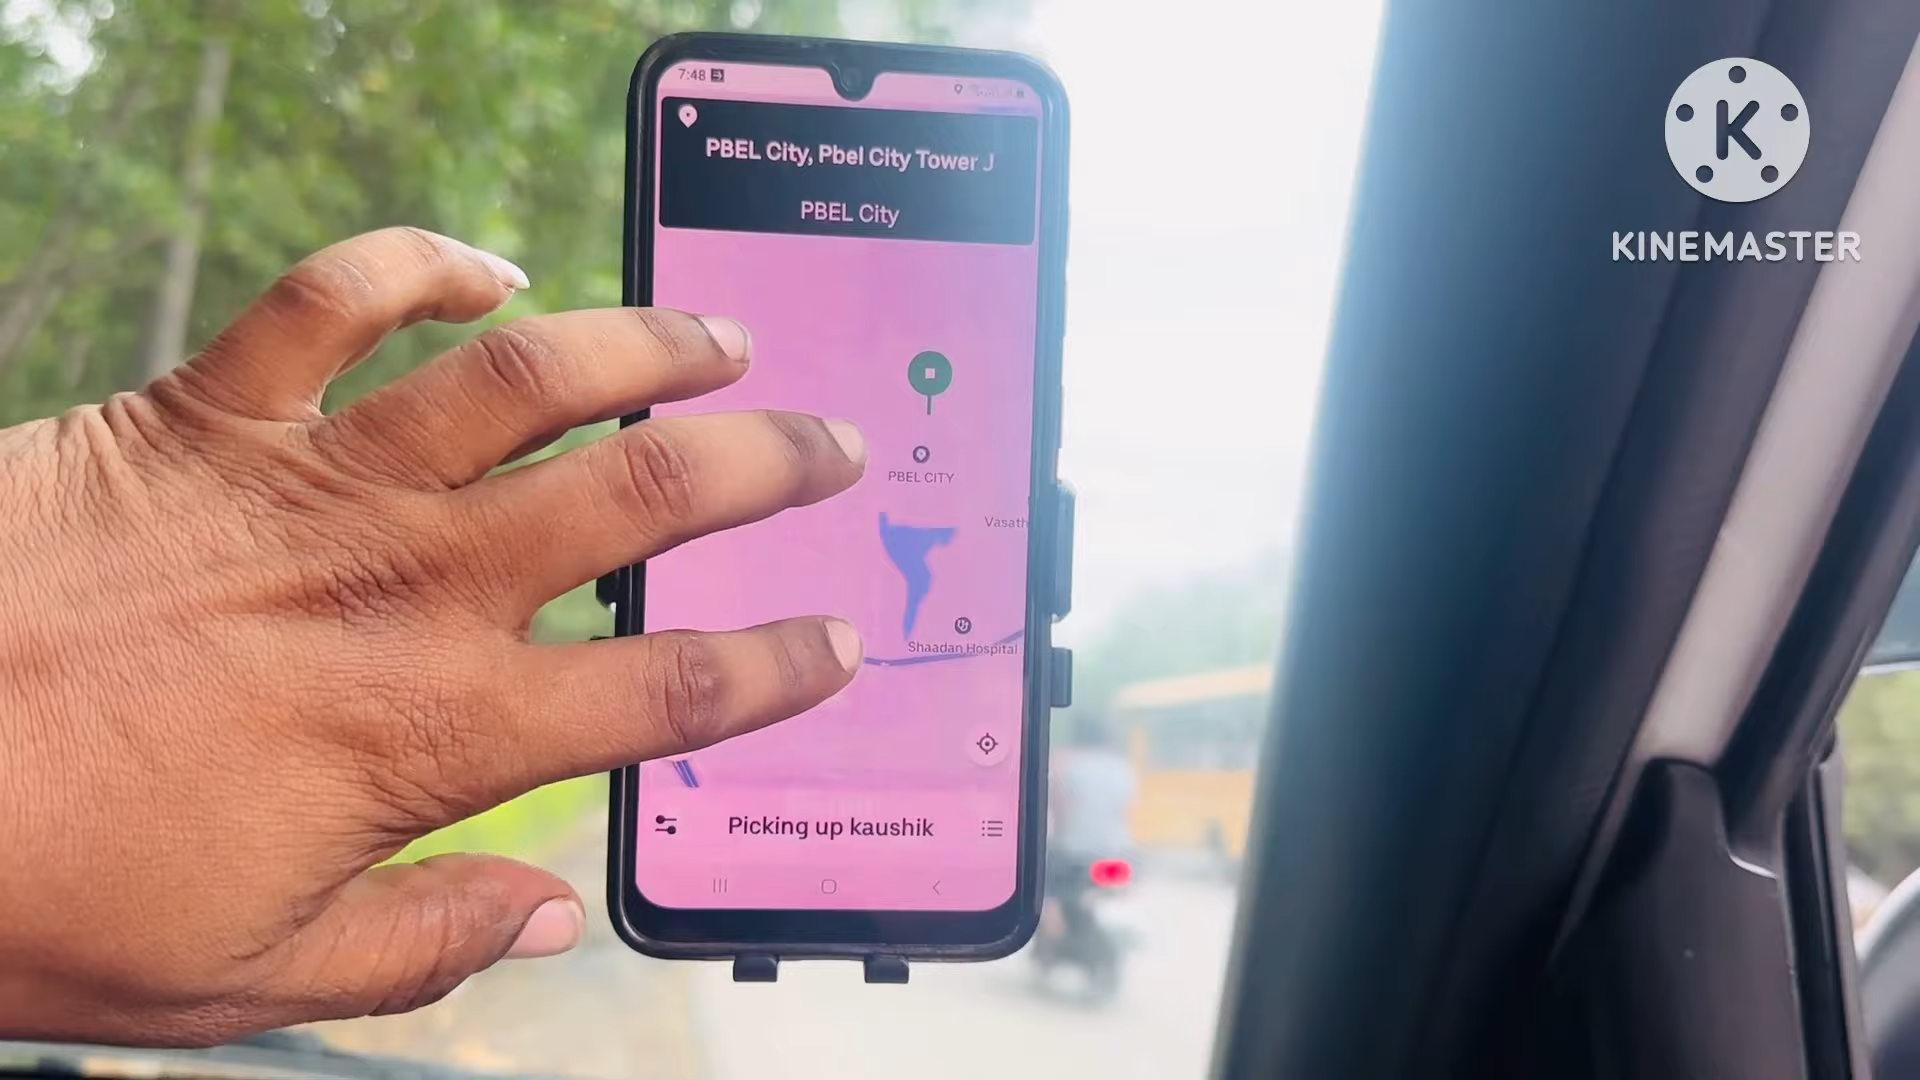 7:48
PBEL City, Pbel City Tower J
PBEL City
PBEL CITY
Vasath
Shaadan Hospital
Picking up kaushik
K
KINEMASTER